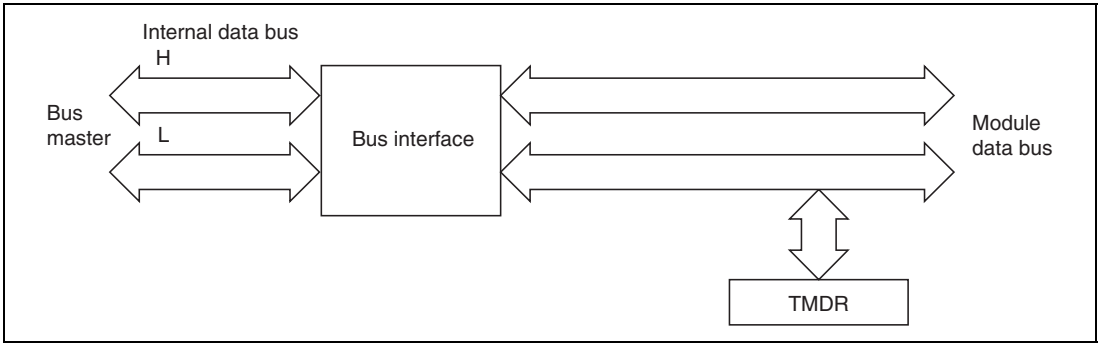 Internal data bus
H
Bus
master
L
Bus interface
Module
data bus
TMDR